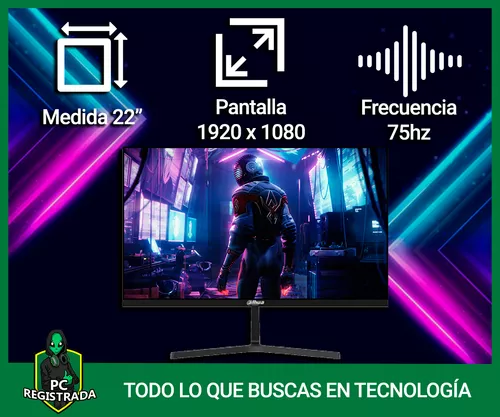 Medida 22”
Pantalla
1920 x 1080
Frecuencia
75hz
alhua
PC
REGISTRADA
TODO LO QUE BUSCAS EN TECNOLOGÍA